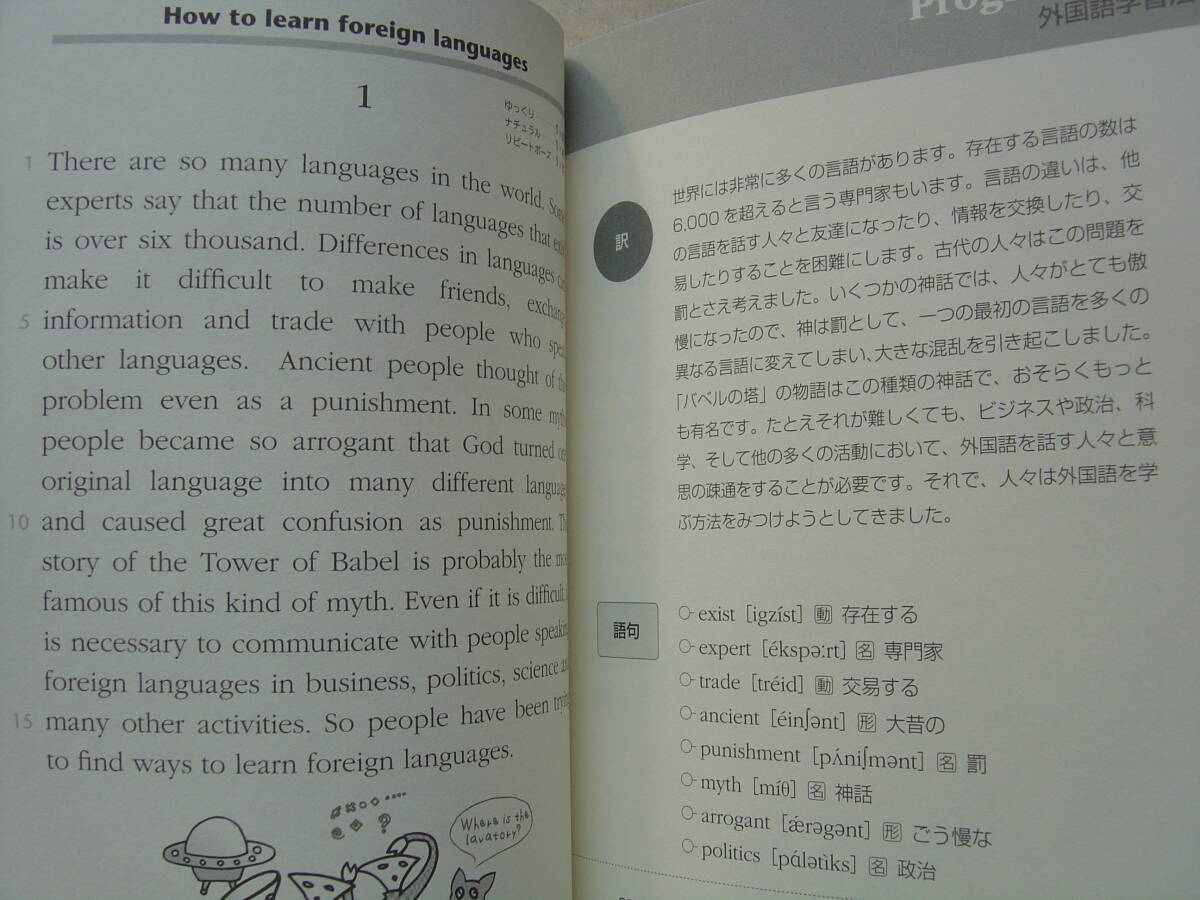 How to learn foreign languages
1
ゆっくり
ナチュラル
リピートポーズ
1 There are so many languages in the world.
experts say that the number of languages that
is over six thousand. Differences in languages
make it difficult to make friends,
5 information and trade with people who
other languages. Ancient people thought of
problem even as a punishment. In some
people became so arrogant that God turned
original language into many different
10 and caused great confusion as punishment.
story of the Tower of Babel is probably the
famous of this kind of myth. Even if it is difficult,
is necessary to communicate with people
foreign languages in business, politics, science
15 many other activities. So people have been
to find ways to learn foreign languages.
Where is the
lavatory?
外国語学習法
訳
世界には非常に多くの言語があります。存在する言語の数は
6,000を超えると言う専門家もいます。言語の違いは、他
の言語を話す人々と友達になったり、情報を交換したり、交
易したりすることを困難にします。古代の人々はこの問題を
罰とさえ考えました。いくつかの神話では、人々がとても傲
慢になったので、神は罰として、一つの最初の言語を多くの
異なる言語に変えてしまい、大きな混乱を引き起こしました。
「バベルの塔」の物語はこの種類の神話で、おそらくもっと
も有名です。たとえそれが難しくても、ビジネスや政治、科
学、そして他の多くの活動において、外国語を話す人々と意
思の疎通をすることが必要です。それで、人々は外国語を学
ぶ方法をみつけようとしてきました。
語句
exist [igzíst] 動 存在する
expert [ékspəːrt] 名 専門家
trade [tréid] 動 交易する
ancient [éinʃənt] 形 大昔の
punishment [pʌ́niʃmənt] 名 罰
myth [míθ] 名 神話
arrogant [ǽrəgənt] 形 ごう慢な
politics [pálətìks] 名 政治